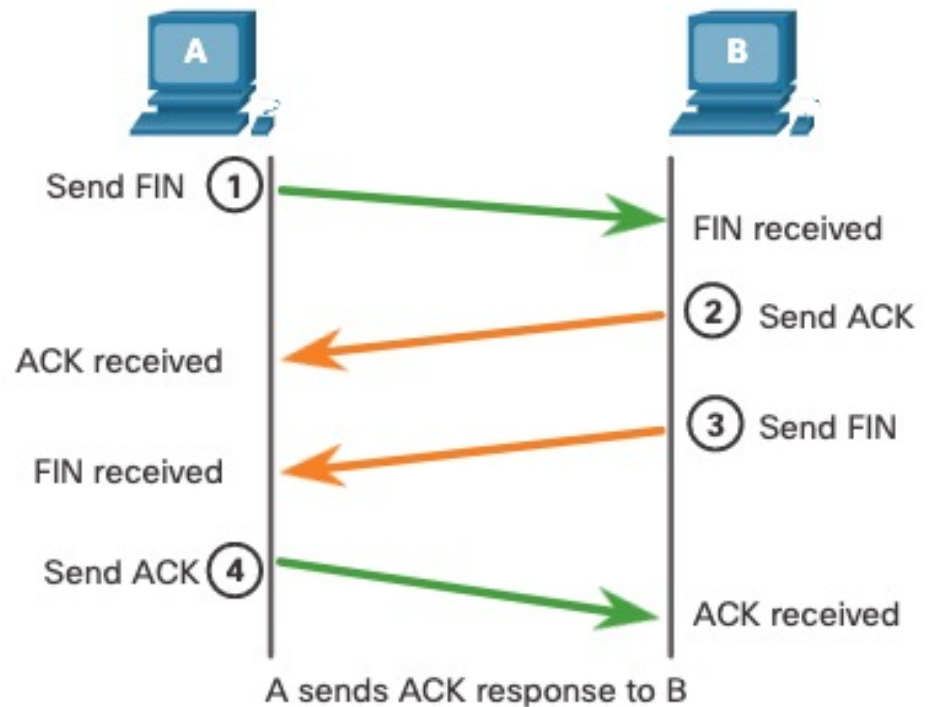 A
B
Send FIN 1
FIN received
2 Send ACK
ACK received
3 Send FIN
FIN received
Send ACK 4
ACK received
A sends ACK response to B